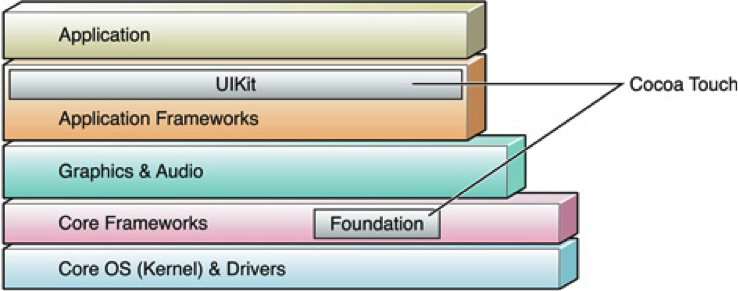 Application
UIKit
Cocoa Touch
Application Frameworks
Graphics & Audio
Core Frameworks
Foundation
Core OS (Kernel) & Drivers